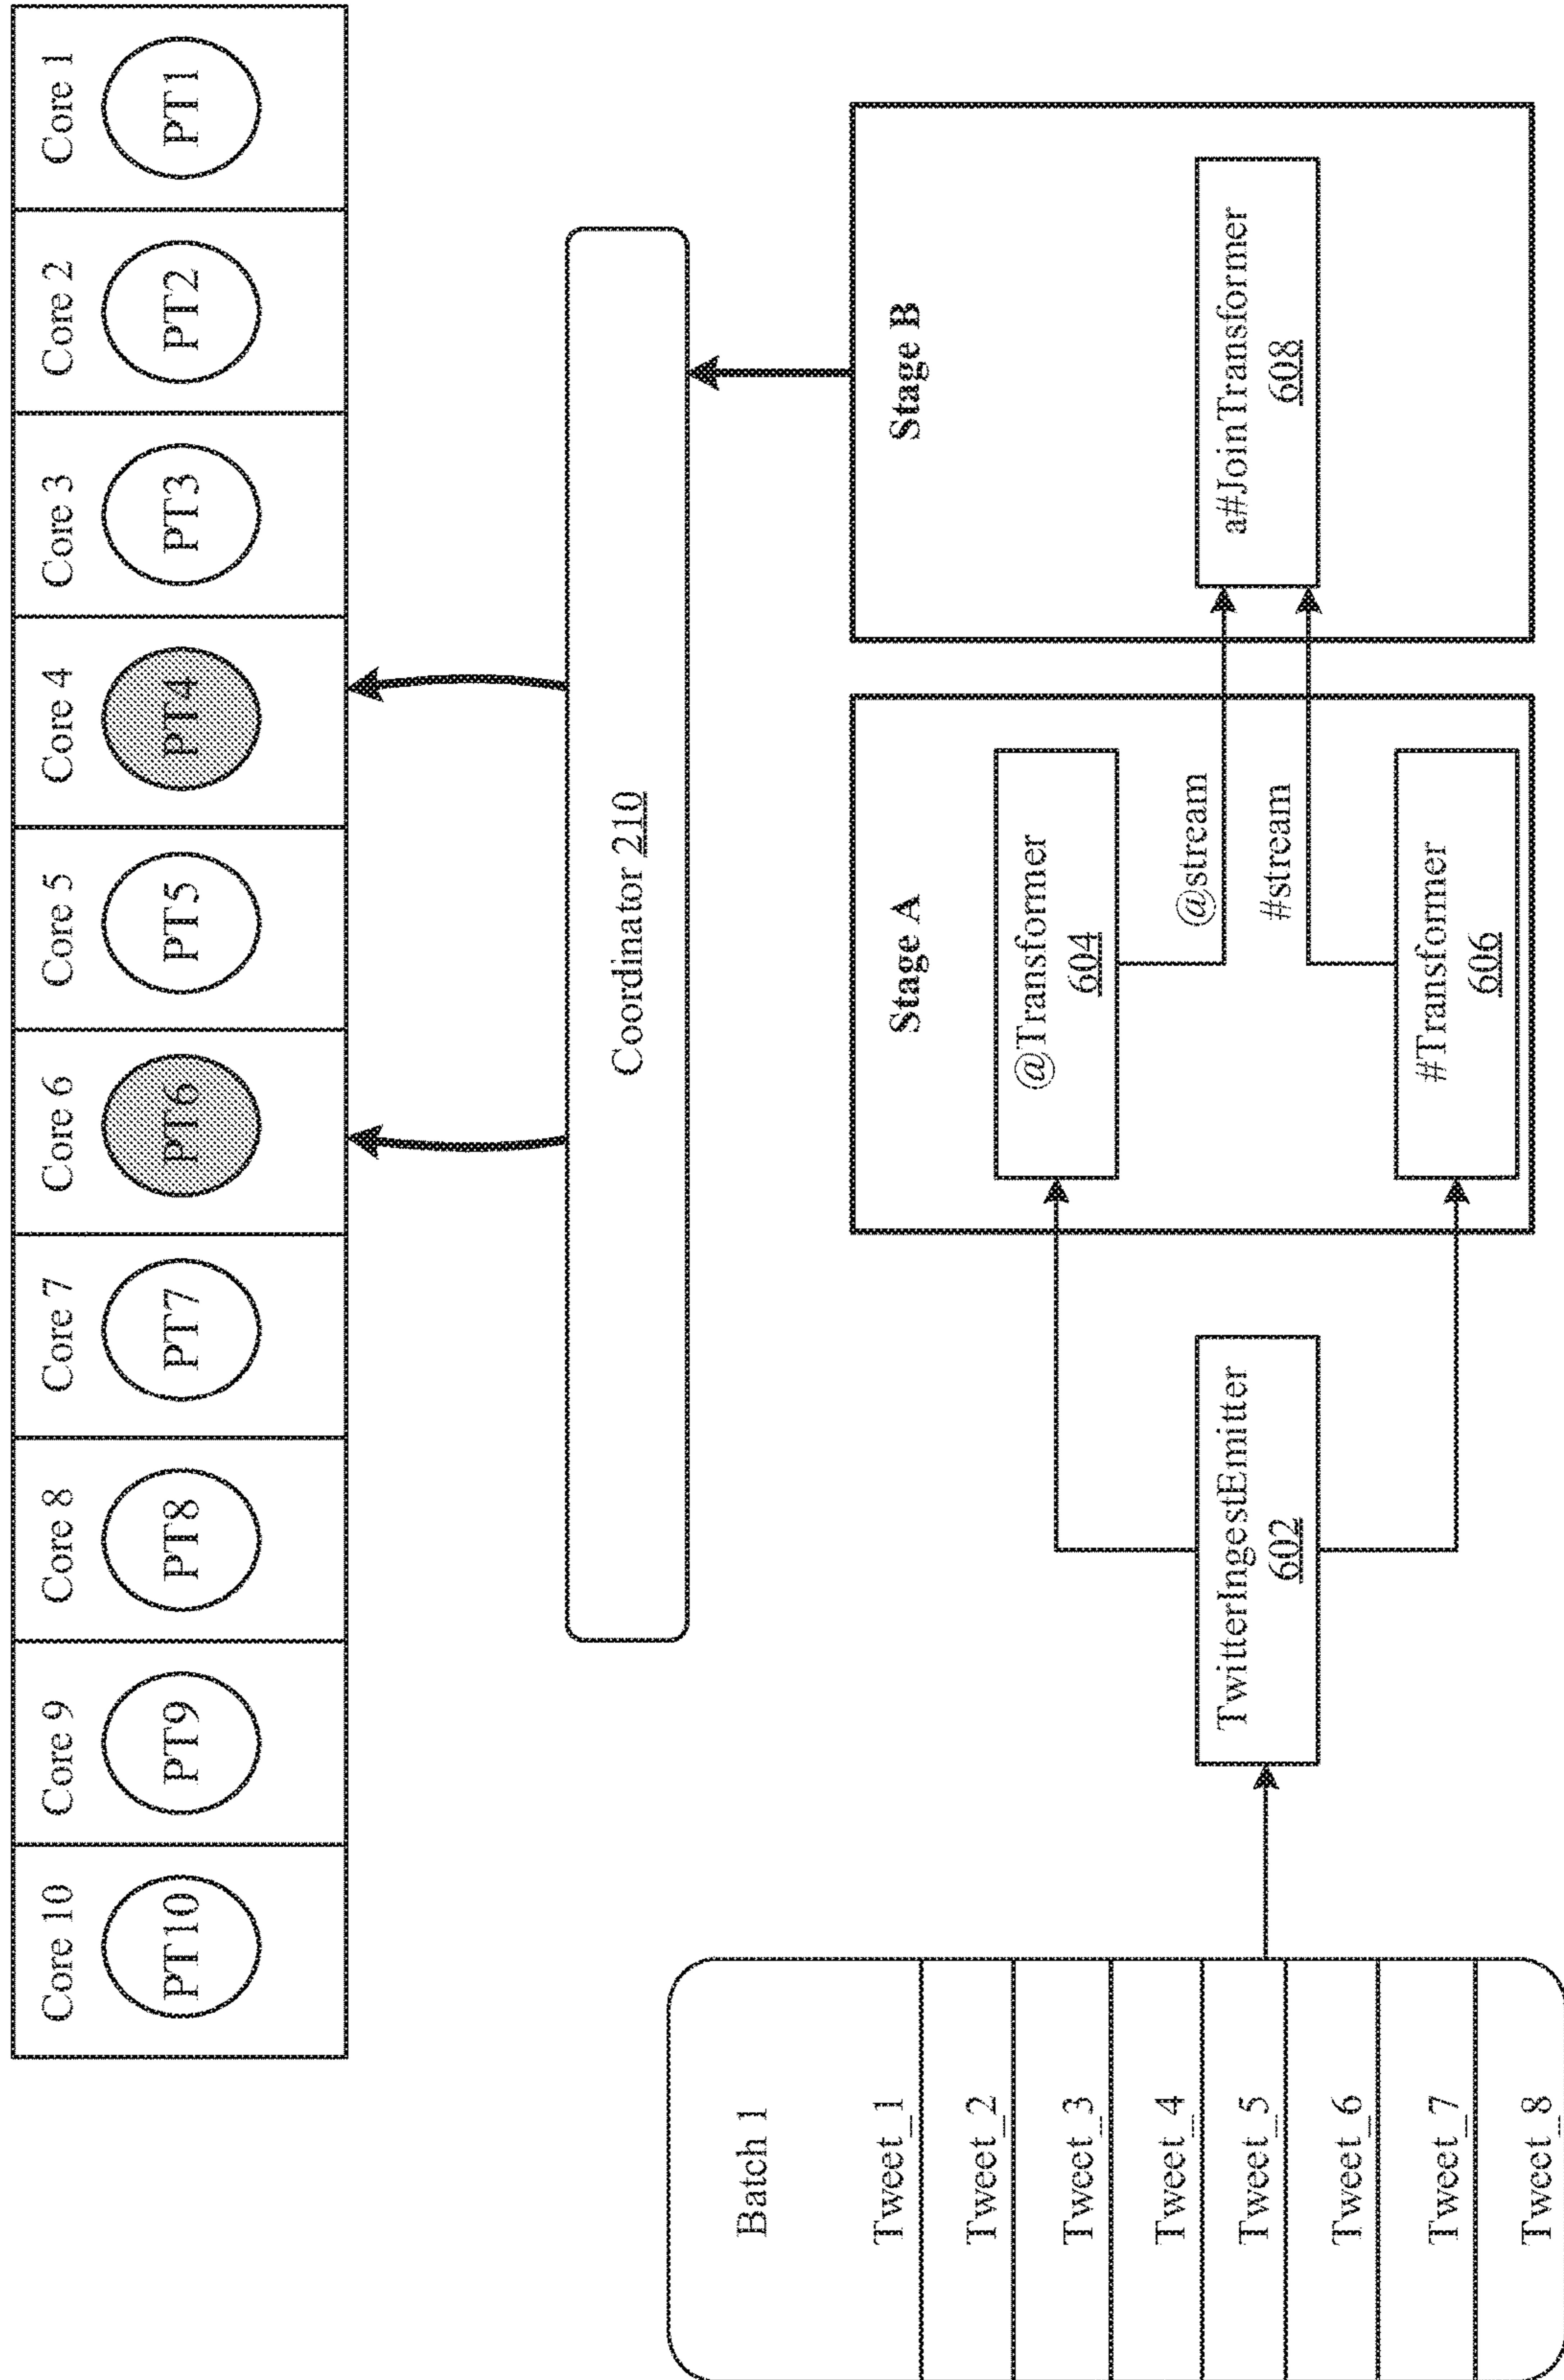 Core 10
Core 9
Core 8
Core 7
Core 6
Core 5
Core 4
Core 3
Core 2
Core 1
PT10
PT9
PT8
PT7
PT6
PT5
PT4
PT3
PT2
PT1
Coordinator 210
Batch 1
Tweet_1
Tweet_2
Tweet_3
Tweet_4
Tweet_5
Tweet_6
Tweet_7
Tweet_8
TwitterIngestEmitter
602
Stage A
@Transformer
604
@stream
#stream
#Transformer
606
Stage B
a#JoinTransformer
608